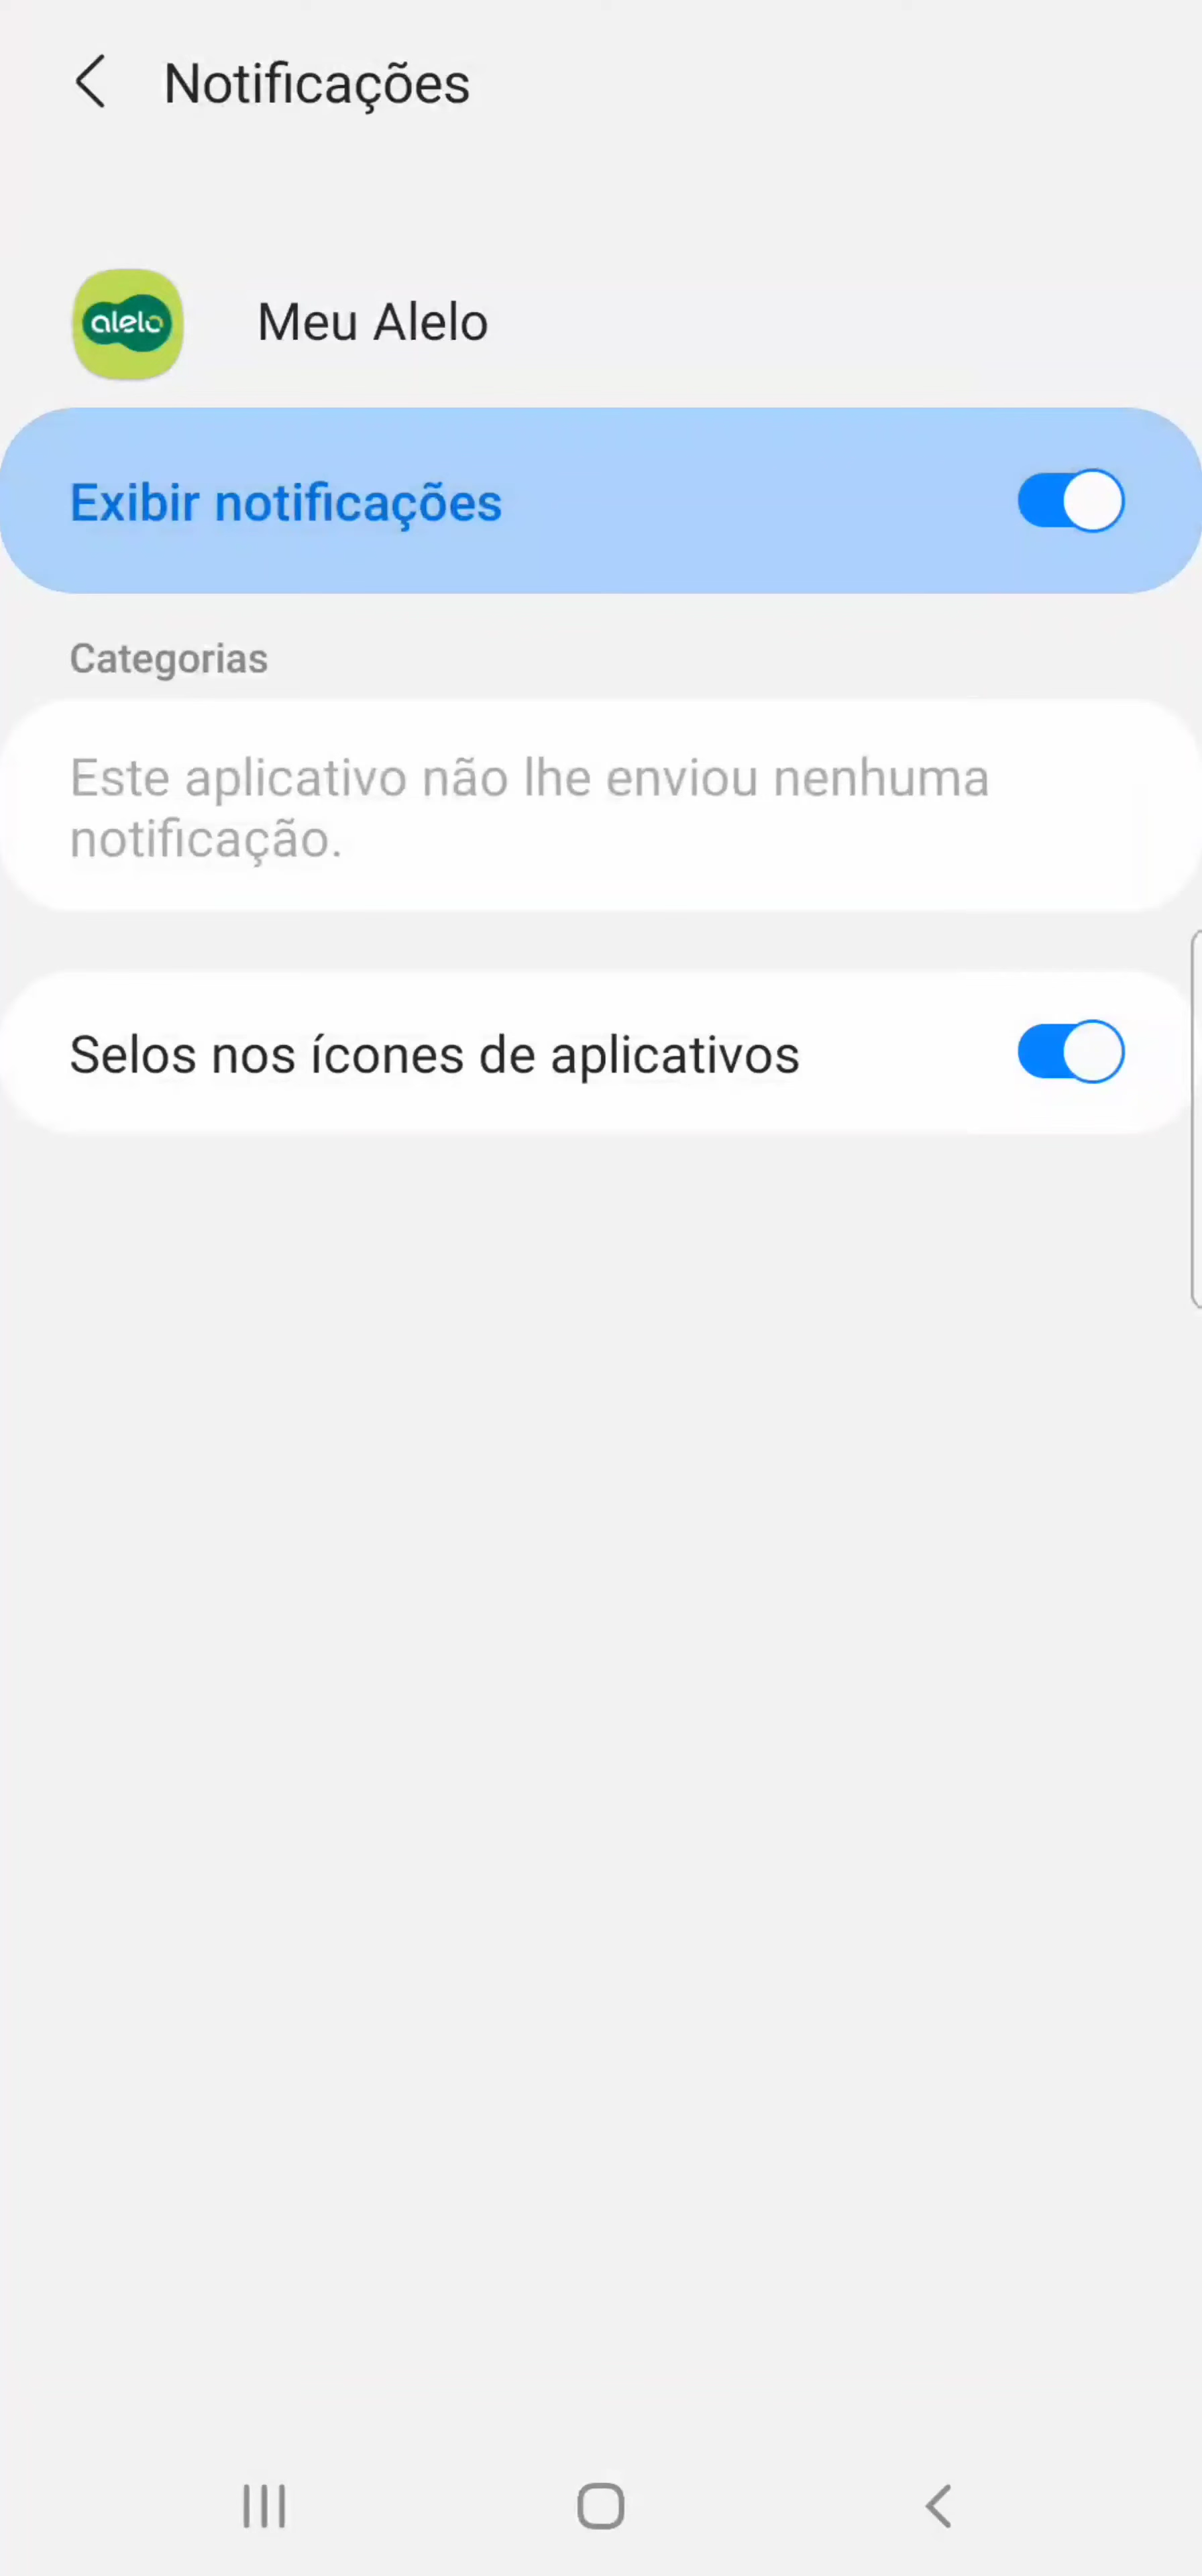 Notificações
alelo
Meu Alelo
Exibir notificações
Categorias
Este aplicativo não lhe enviou nenhuma
notificação.
Selos nos ícones de aplicativos